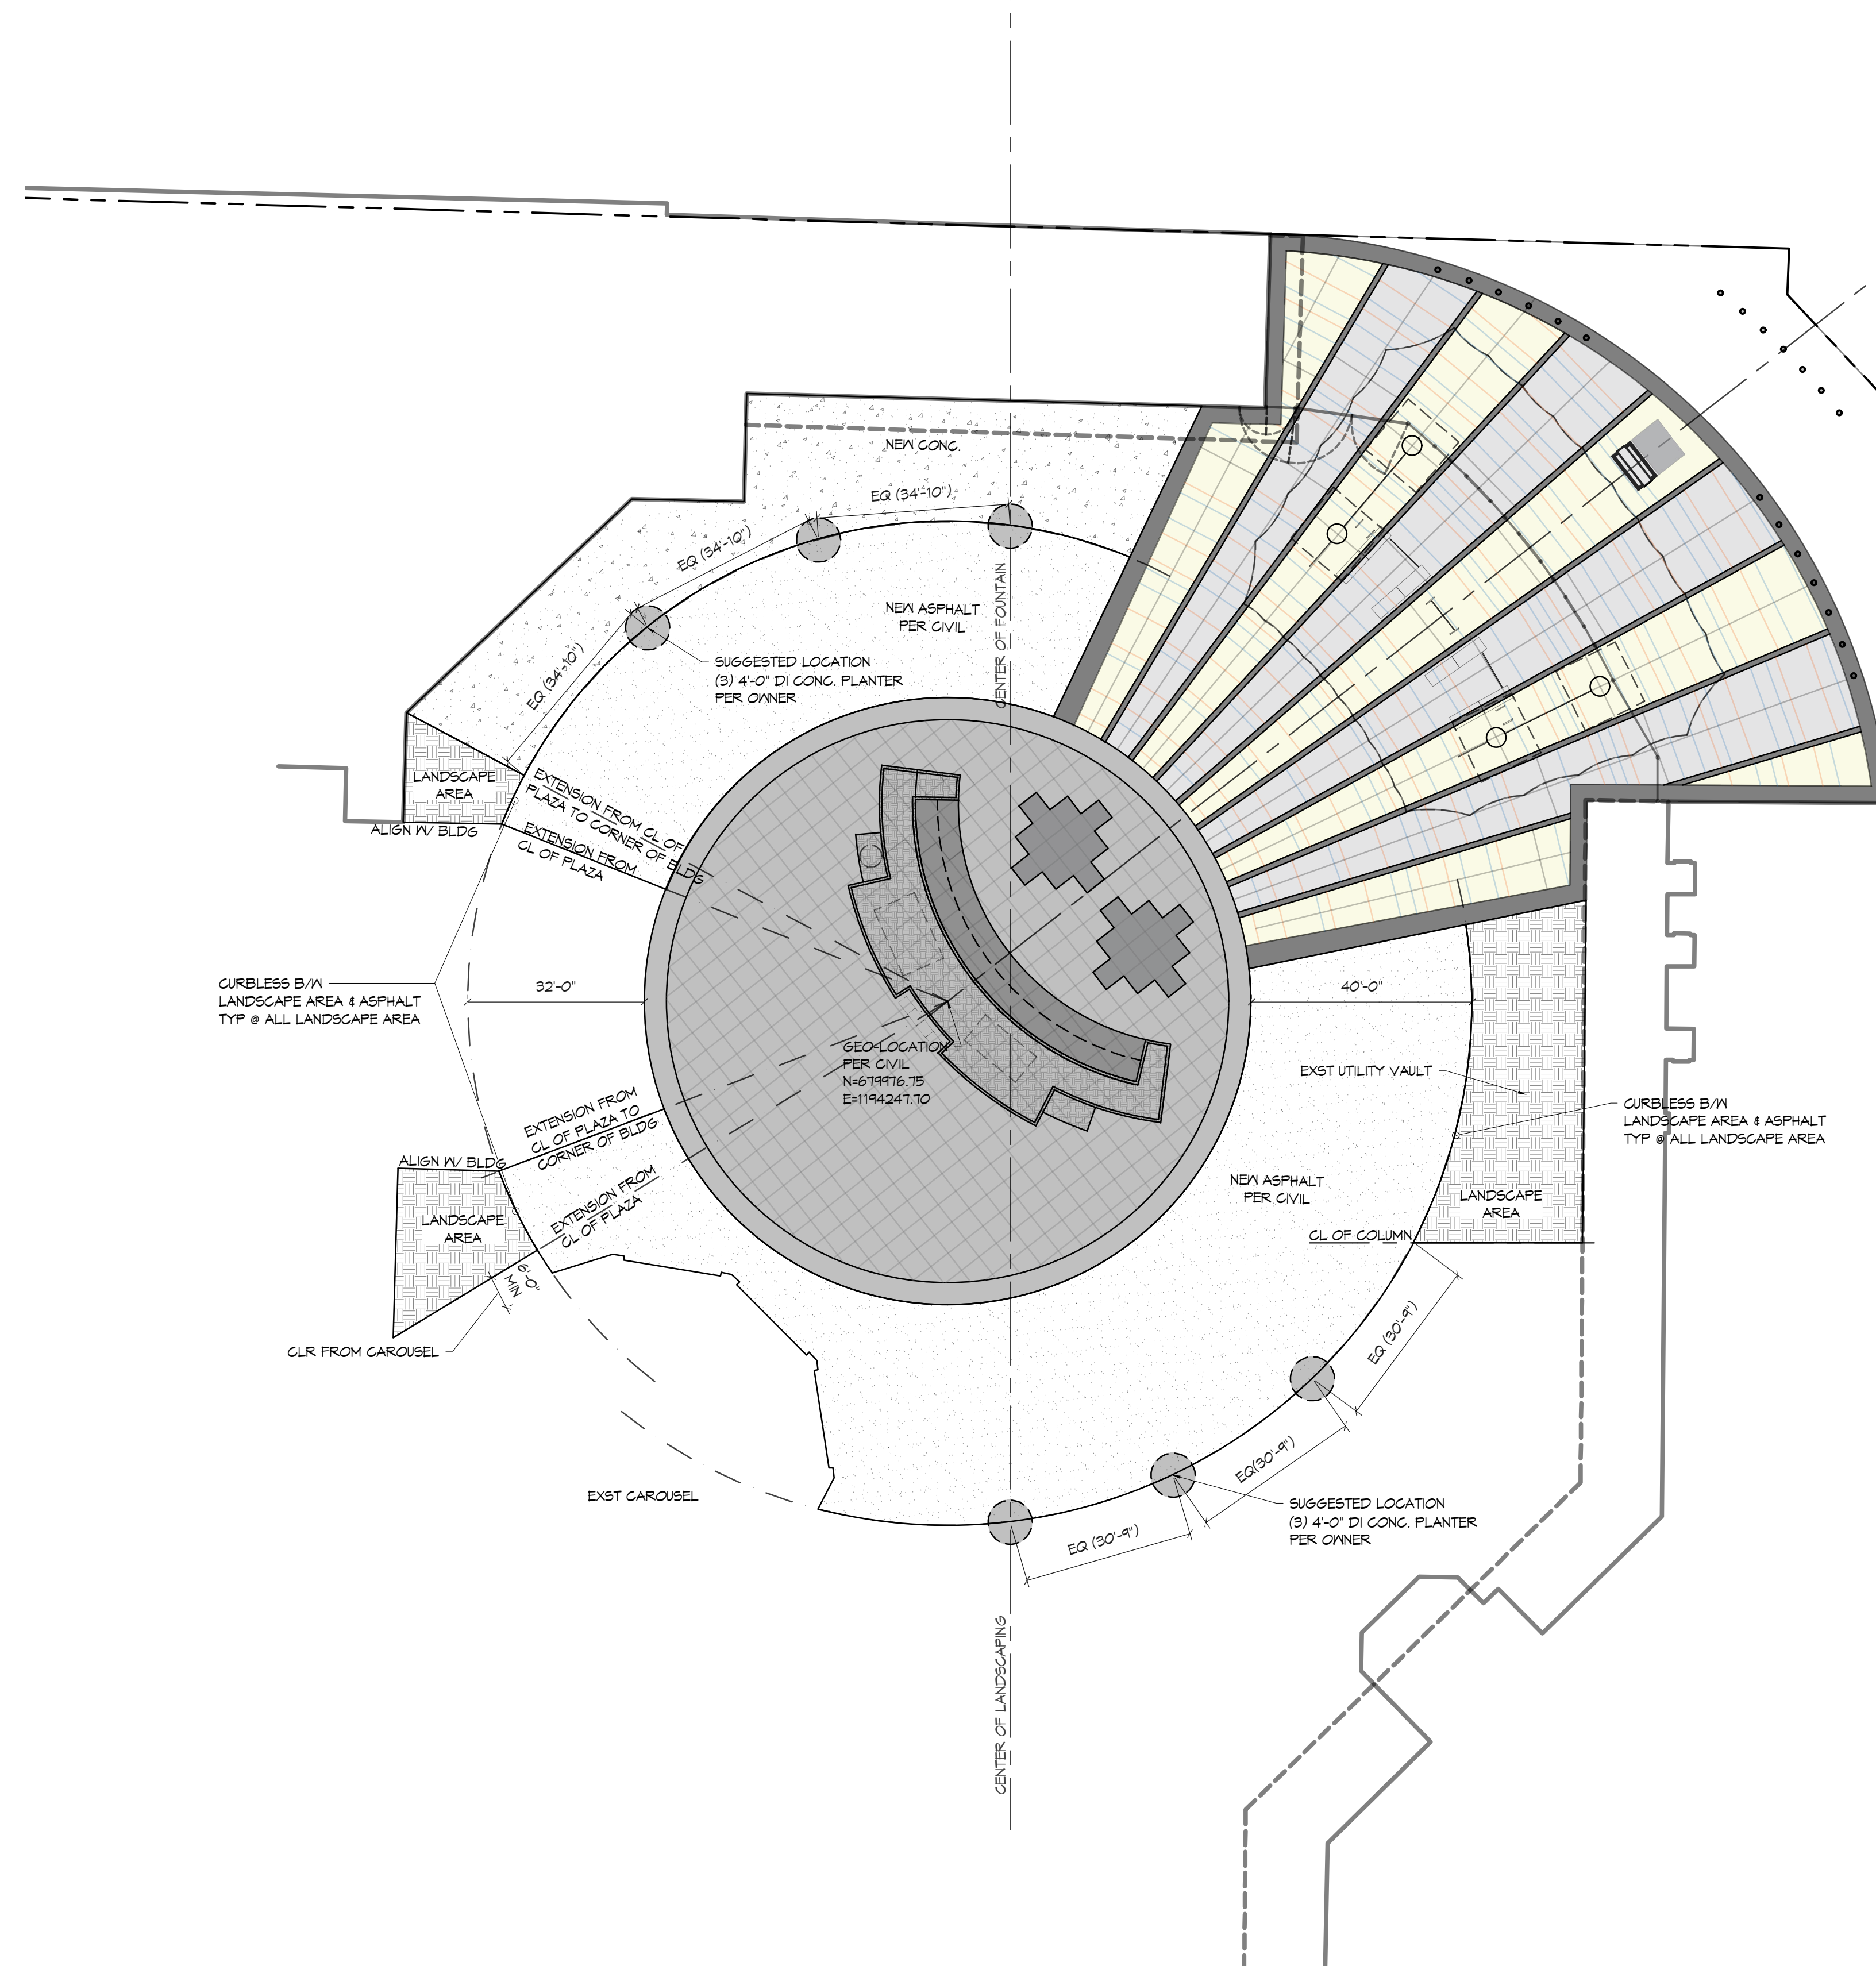 NEW CONC.
EQ (34'-10")
EQ (34'-10")
EQ (34'-10")
CENTER OF FOUNTAIN
NEW ASPHALT
PER CIVIL
SUGGESTED LOCATION
(3) 4'-0" DI CONC. PLANTER
PER OWNER
LANDSCAPE
AREA
ALIGN W/ BLDG
EXTENSION FROM CL OF
PLAZA TO CORNER OF BLDG
EXTENSION FROM
CL OF PLAZA
CURBLESS B/W
LANDSCAPE AREA & ASPHALT
TYP @ ALL LANDSCAPE AREA
32'-0"
40'-0"
GEO-LOCATION
PER CIVIL
N=679976.75
E=1194247.70
EXST UTILITY VAULT
CURBLESS B/W
LANDSCAPE AREA & ASPHALT
TYP @ ALL LANDSCAPE AREA
EXTENSION FROM
CL OF PLAZA TO
CORNER OF BLDG
ALIGN W/ BLDG
EXTENSION FROM
CL OF PLAZA
LANDSCAPE
AREA
6'-0"
MIN
CLR FROM CAROUSEL
NEW ASPHALT
PER CIVIL
LANDSCAPE
AREA
CL OF COLUMN
EQ (30'-9")
EQ(30'-9")
EQ (30'-9")
EXST CAROUSEL
SUGGESTED LOCATION
(3) 4'-0" DI CONC. PLANTER
PER OWNER
CENTER OF LANDSCAPING